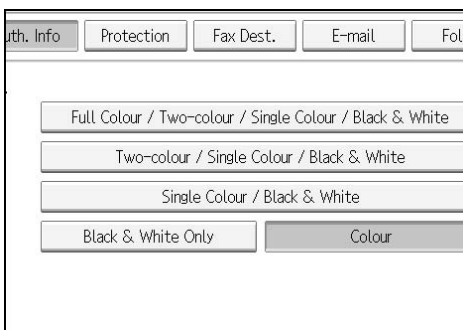 uth. Info Protection Fax Dest. E-mail Fol
Full Colour / Two-colour / Single Colour / Black & White
Two-colour / Single Colour / Black & White
Single Colour / Black & White
Black & White Only Colour